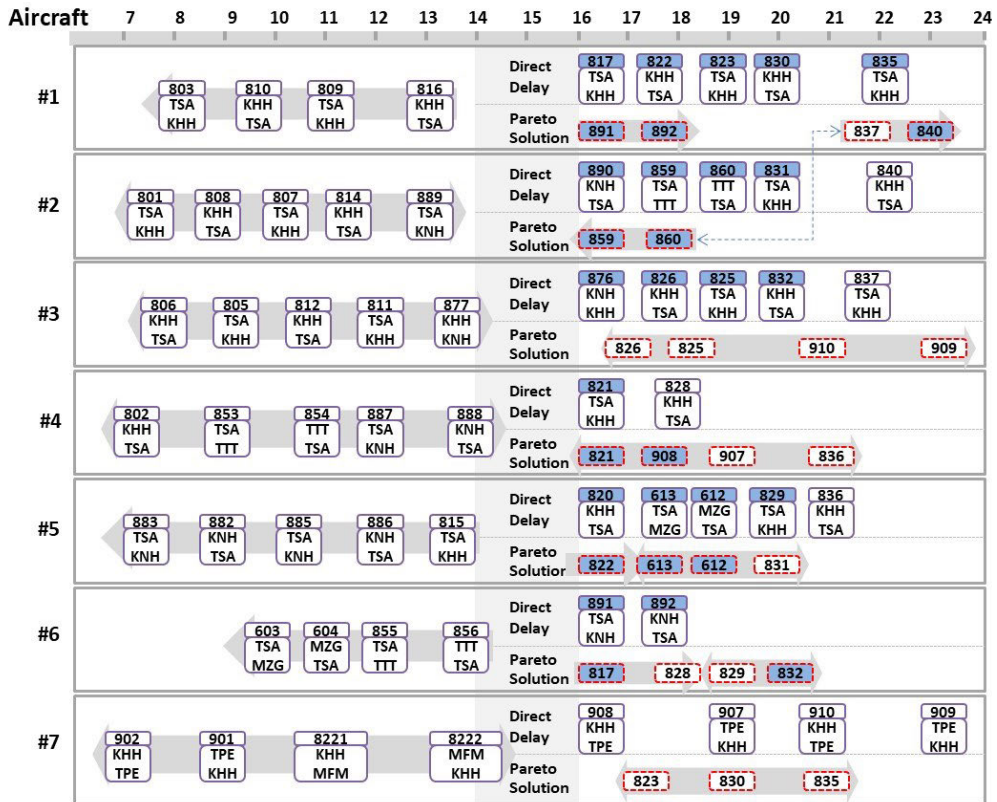 Aircraft 7 8 9 10 11 12 13 14 15 16 17 18 19 20 21 22 23 24
#1
803 810 809 816
TSA KHH TSA KHH
KHH TSA KHH TSA
Direct Delay
817 822 823 830 835
TSA KHH TSA KHH TSA
KHH TSA KHH TSA KHH
Pareto Solution
891 892 837 840
#2
801 808 807 814 889
TSA KHH TSA KHH TSA
KHH TSA KHH TSA KNH
Direct Delay
890 859 860 831 840
KNH TSA TTT TSA KHH
TSA TTT TSA KHH TSA
Pareto Solution
859 860
#3
806 805 812 811 877
KHH TSA KHH TSA KHH
TSA KHH TSA KHH KNH
Direct Delay
876 826 825 832 837
KNH KHH TSA KHH TSA
KHH TSA KHH TSA KHH
Pareto Solution
826 825 910 909
#4
802 853 854 887 888
KHH TSA TTT TSA KNH
TSA TTT TSA KNH TSA
Direct Delay
821 828
TSA KHH
KHH TSA
Pareto Solution
821 908 907 836
#5
883 882 885 886 815
TSA KNH TSA KNH TSA
KNH TSA KNH TSA KHH
Direct Delay
820 613 612 829 836
KHH TSA MZG TSA KHH
TSA MZG TSA KHH TSA
Pareto Solutior
822 613 612 831
#6
603 604 855 856
TSA MZG TSA TTT
MZG TSA TTT TSA
Direct Delay
891 892
TSA KNH
KNH TSA
Pareto Solution
817 828 829 832
#7
902 901 8221 8222
KHH TPE KHH MFM
TPE KHH MFM KHH
Direct Delay
908 907 910 909
KHH TPE KHH TPE
TPE KHH TPE KHH
Pareto Solution
823 830 835